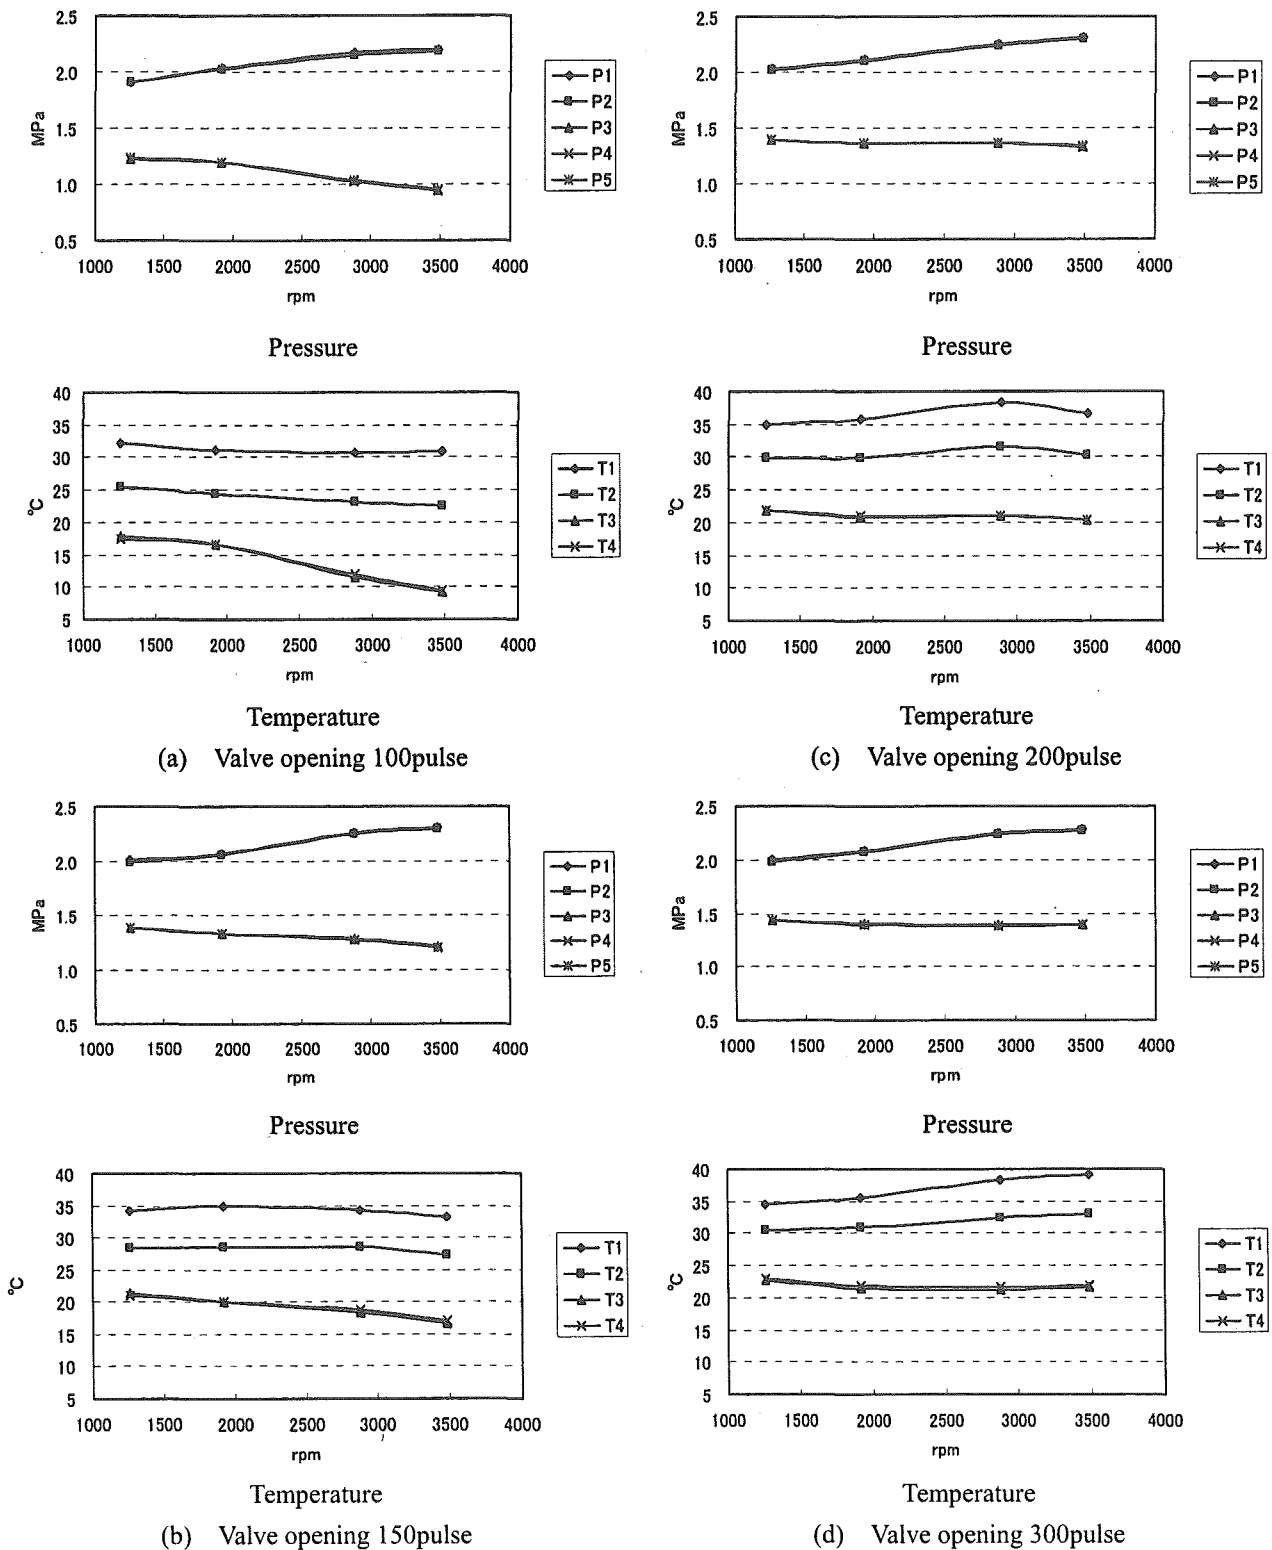 2.5
2.0
1.5
1.0
0.5
MPa
1000 1500 2000 2500 3000 3500 4000
rpm
P1
P2
P3
P4
P5
Pressure
40
35
30
25
20
15
10
5
℃
1000 1500 2000 2500 3000 3500 4000
rpm
T1
T2
T3
T4
Temperature
(a) Valve opening 100pulse
2.5
2.0
1.5
1.0
0.5
MPa
1000 1500 2000 2500 3000 3500 4000
rpm
P1
P2
P3
P4
P5
Pressure
40
35
30
25
20
15
10
5
℃
1000 1500 2000 2500 3000 3500 4000
rpm
T1
T2
T3
T4
Temperature
(b) Valve opening 150pulse
2.5
2.0
1.5
1.0
0.5
MPa
1000 1500 2000 2500 3000 3500 4000
rpm
P1
P2
P3
P4
P5
Pressure
40
35
30
25
20
15
10
5
℃
1000 1500 2000 2500 3000 3500 4000
rpm
T1
T2
T3
T4
Temperature
(c) Valve opening 200pulse
2.5
2.0
1.5
1.0
0.5
MPa
1000 1500 2000 2500 3000 3500 4000
rpm
P1
P2
P3
P4
P5
Pressure
40
35
30
25
20
15
10
5
℃
1000 1500 2000 2500 3000 3500 4000
rpm
T1
T2
T3
T4
Temperature
(d) Valve opening 300pulse